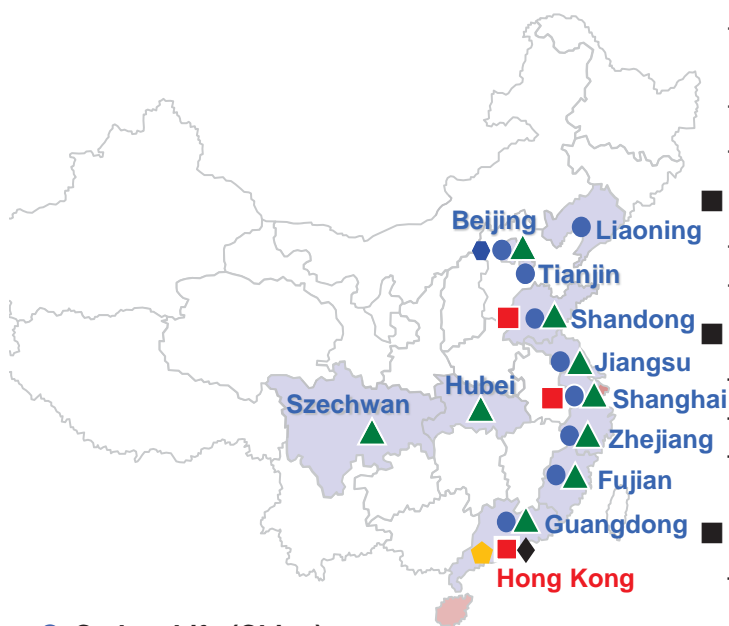 Beijing
Liaoning
Tianjin
Shandong
Jiangsu
Hubei
Szechwan
Shanghai
Zhejiang
Fujian
Guangdong
Hong Kong